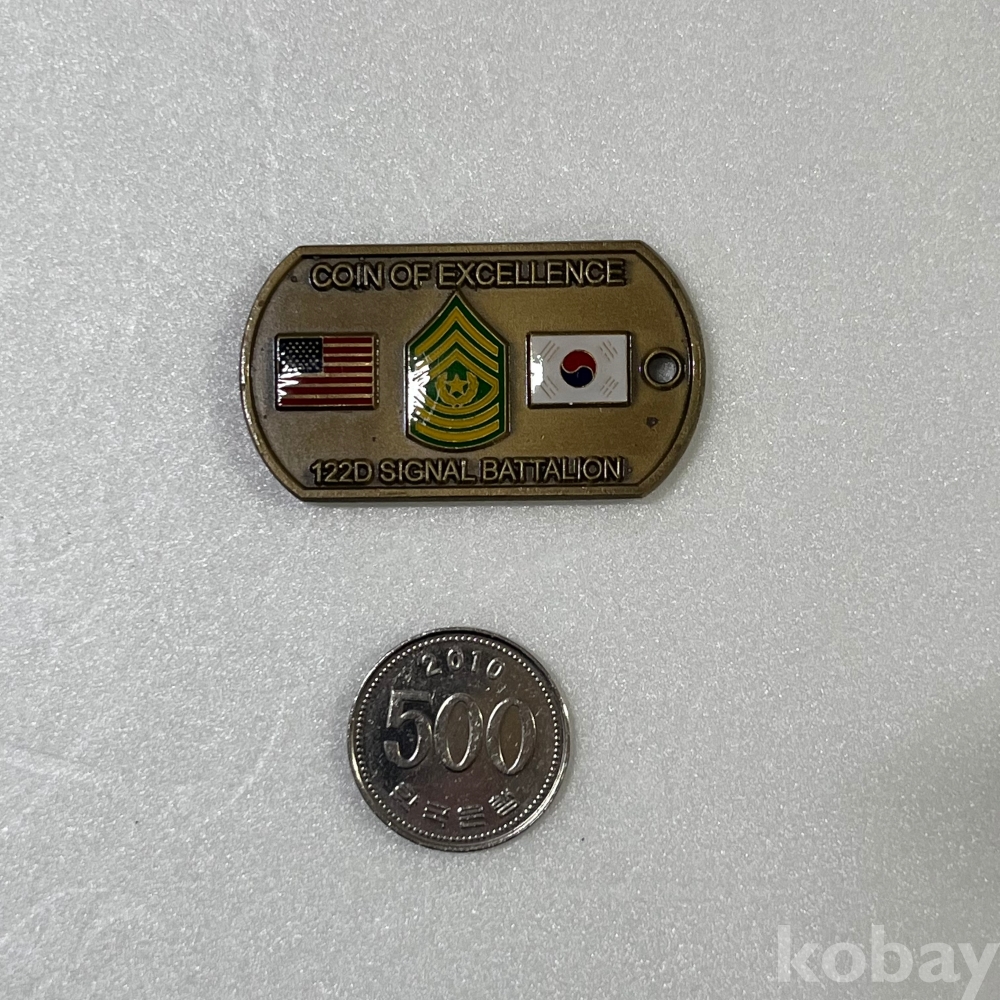 COIN OF EXCELLENCE
122D SIGNAL BATTALION
2010
500
한국은행
kobay